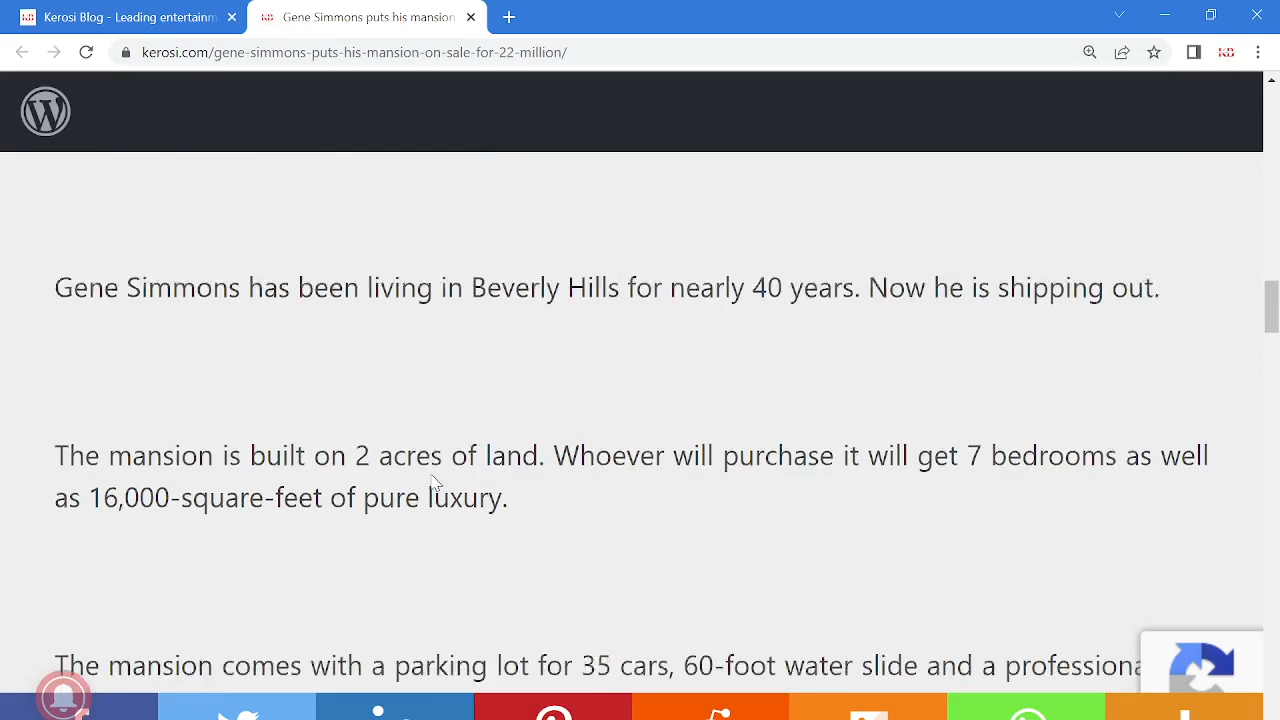 Kerosi Blog - Leading entertainm
Gene Simmons puts his mansion
kerosi.com/gene-simmons-puts-his-mansion-on-sale-for-22-million/
Gene Simmons has been living in Beverly Hills for nearly 40 years. Now he is shipping out.
The mansion is built on 2 acres of land. Whoever will purchase it will get 7 bedrooms as well
as 16,000-square-feet of pure luxury.
The mansion comes with a parking lot for 35 cars, 60-foot water slide and a professiona